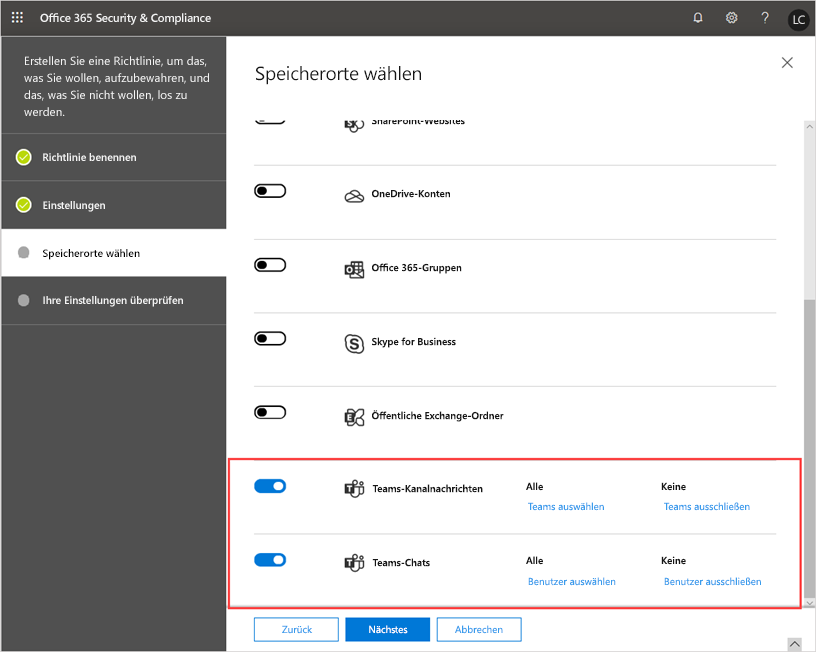 Office 365 Security & Compliance
?
LC
Erstellen Sie eine Richtlinie, um das,
was Sie wollen, aufzubewahren, und
das, was Sie nicht wollen, los zu
werden.
Richtlinie benennen
Einstellungen
Speicherorte wählen
Ihre Einstellungen überprüfen
Speicherorte wählen
SharePoint-Websites
OneDrive-Konten
Office 365-Gruppen
Skype for Business
Öffentliche Exchange-Ordner
Teams-Kanalnachrichten
Alle
Keine
Teams auswählen
Teams ausschließen
Teams-Chats
Alle
Keine
Benutzer auswählen
Benutzer ausschließen
Zurück
Nächstes
Abbrechen